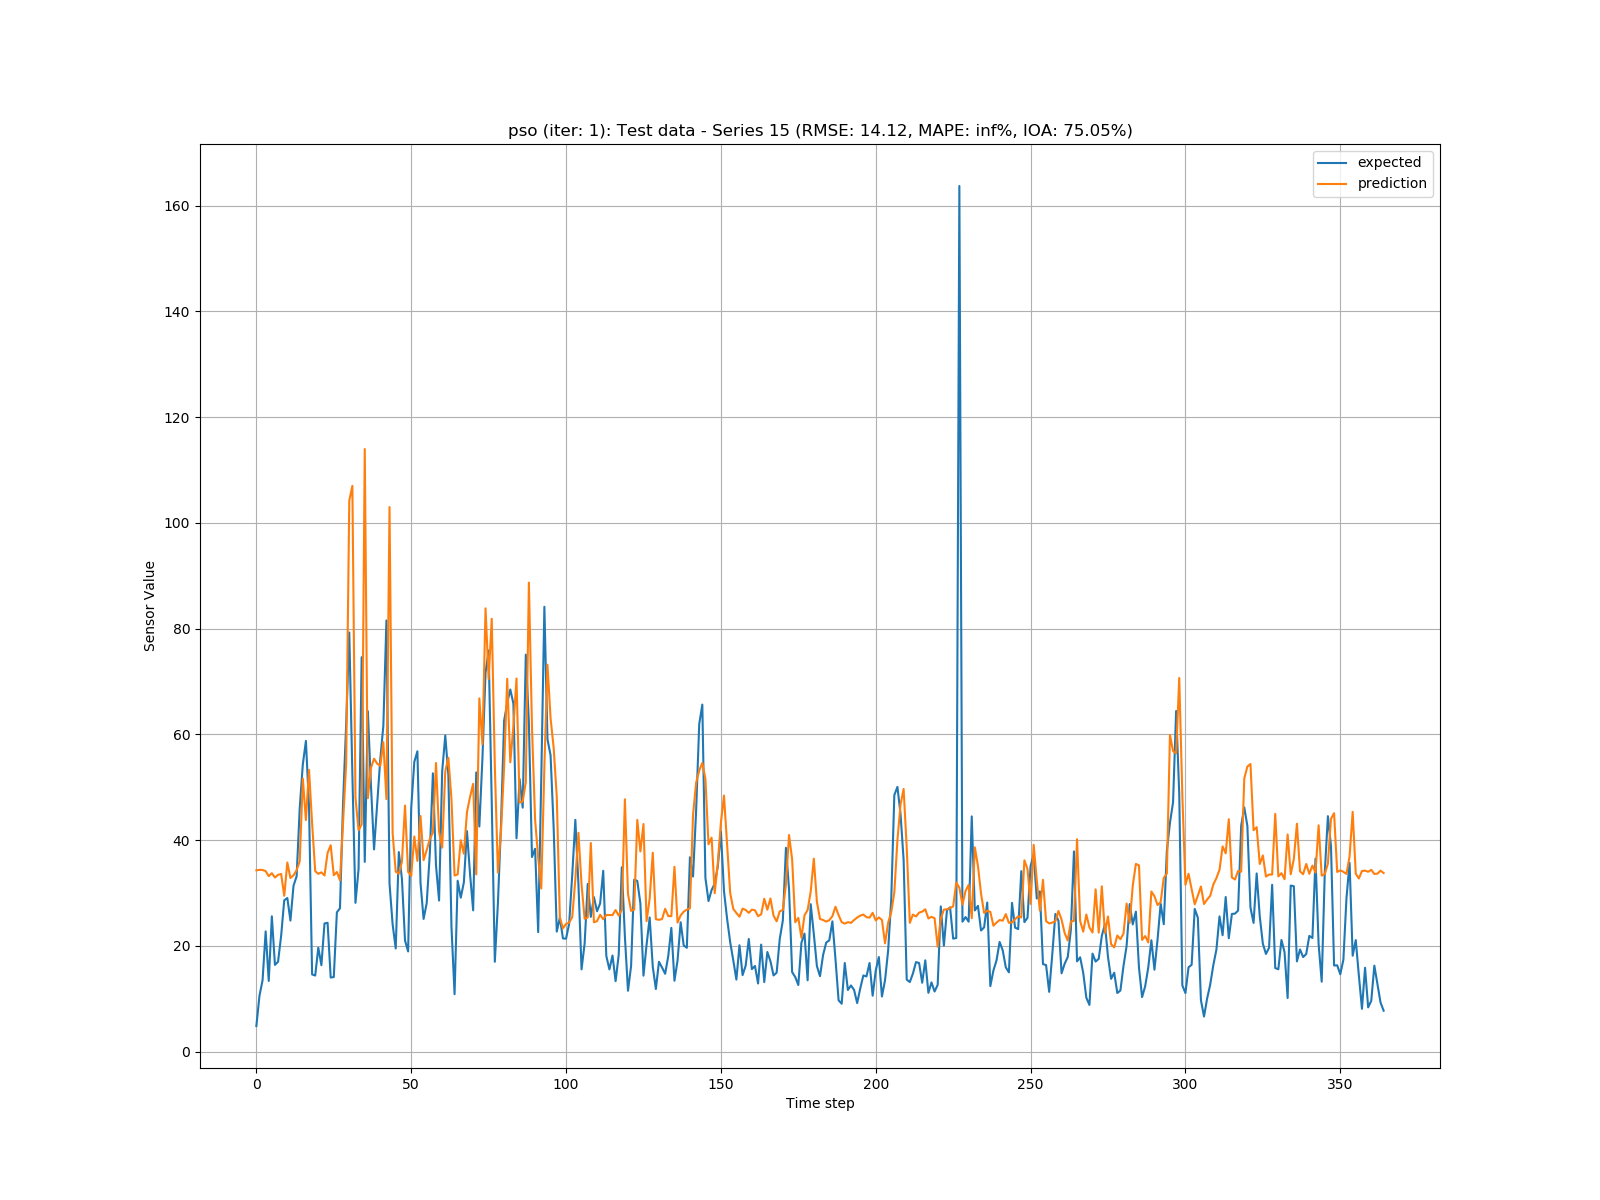 pso (iter: 1): Test data - Series 15 (RMSE: 14.12, MAPE: inf%, IOA: 75.05%)
expected
prediction
160
140
120
100
80
60
40
20
0
Sensor Value
0 50 100 150 200 250 300 350
Time step